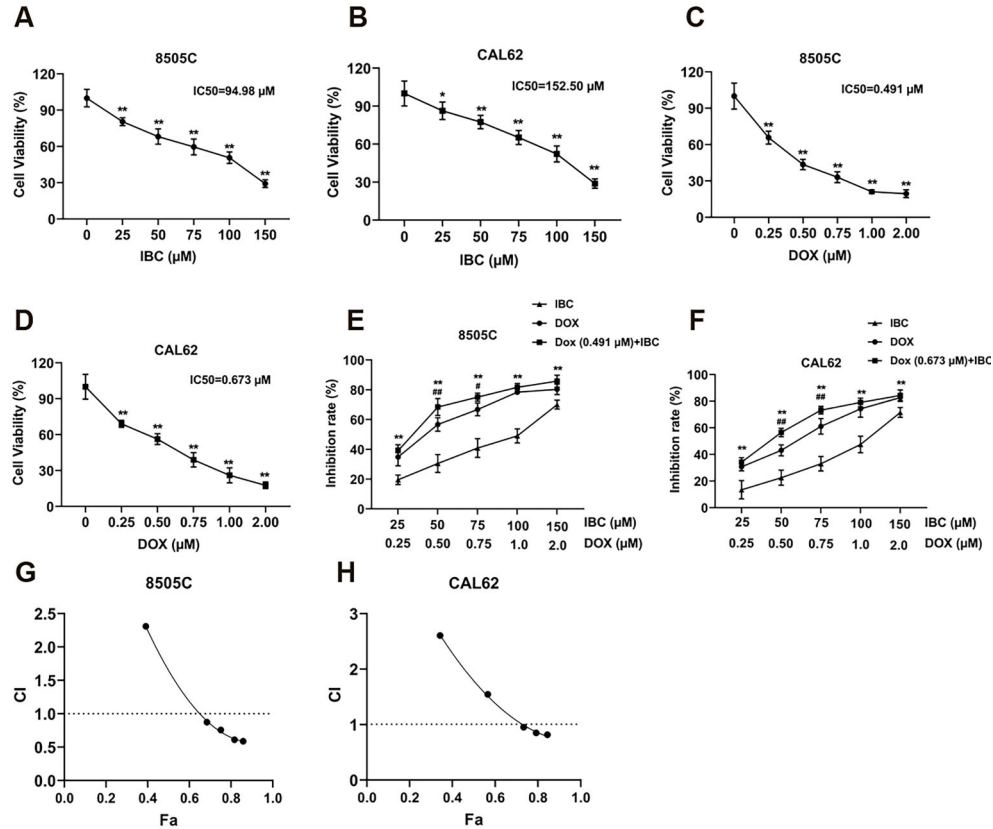 A
8505C
IC50=94.98 μM
Cell Viability (%)
120
90
60
30
0
**
**
**
**
**
0 25 50 75 100 150
IBC (μM)
B
CAL62
IC50=152.50 μM
Cell Viability (%)
120
90
60
30
0
*
**
**
**
**
0 25 50 75 100 150
IBC (μM)
C
8505C
IC50=0.491 μM
Cell Viability (%)
120
90
60
30
0
**
**
**
**
**
0 0.25 0.50 0.75 1.00 2.00
DOX (μM)
D
CAL62
IC50=0.673 μM
Cell Viability (%)
120
90
60
30
0
**
**
**
**
**
0 0.25 0.50 0.75 1.00 2.00
DOX (μM)
E
IBC
DOX
Dox (0.491 μM)+IBC
8505C
Inhibition rate (%)
100
80
60
40
20
0
**
**
##
**
#
**
**
25 50 75 100 150 IBC (μM)
0.25 0.50 0.75 1.0 2.0 DOX (μM)
F
IBC
DOX
Dox (0.673 μM)+IBC
CAL62
Inhibition rate (%)
100
80
60
40
20
0
**
**
##
**
##
**
**
25 50 75 100 150 IBC (μM)
0.25 0.50 0.75 1.0 2.0 DOX (μM)
G
8505C
CI
2.5
2.0
1.5
1.0
0.5
0.0
0.0 0.2 0.4 0.6 0.8 1.0
Fa
H
CAL62
CI
3
2
1
0
0.0 0.2 0.4 0.6 0.8 1.0
Fa